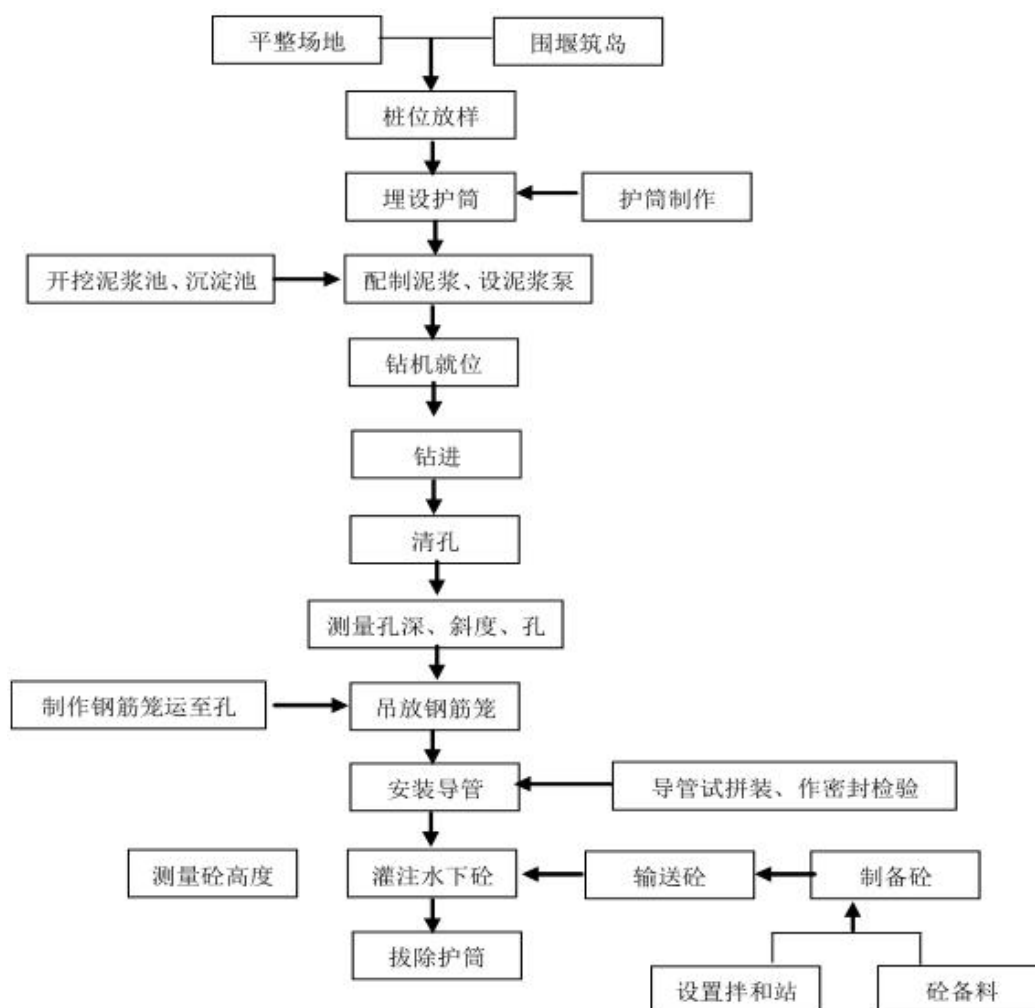 平整场地
围堰筑岛
桩位放样
埋设护筒
护筒制作
开挖泥浆池、沉淀池
配制泥浆、设泥浆泵
钻机就位
钻进
清孔
测量孔深、斜度、孔
制作钢筋笼运至孔
吊放钢筋笼
安装导管
导管试拼装、作密封检验
测量砼高度
灌注水下砼
输送砼
制备砼
拔除护筒
设置拌和站
砼备料